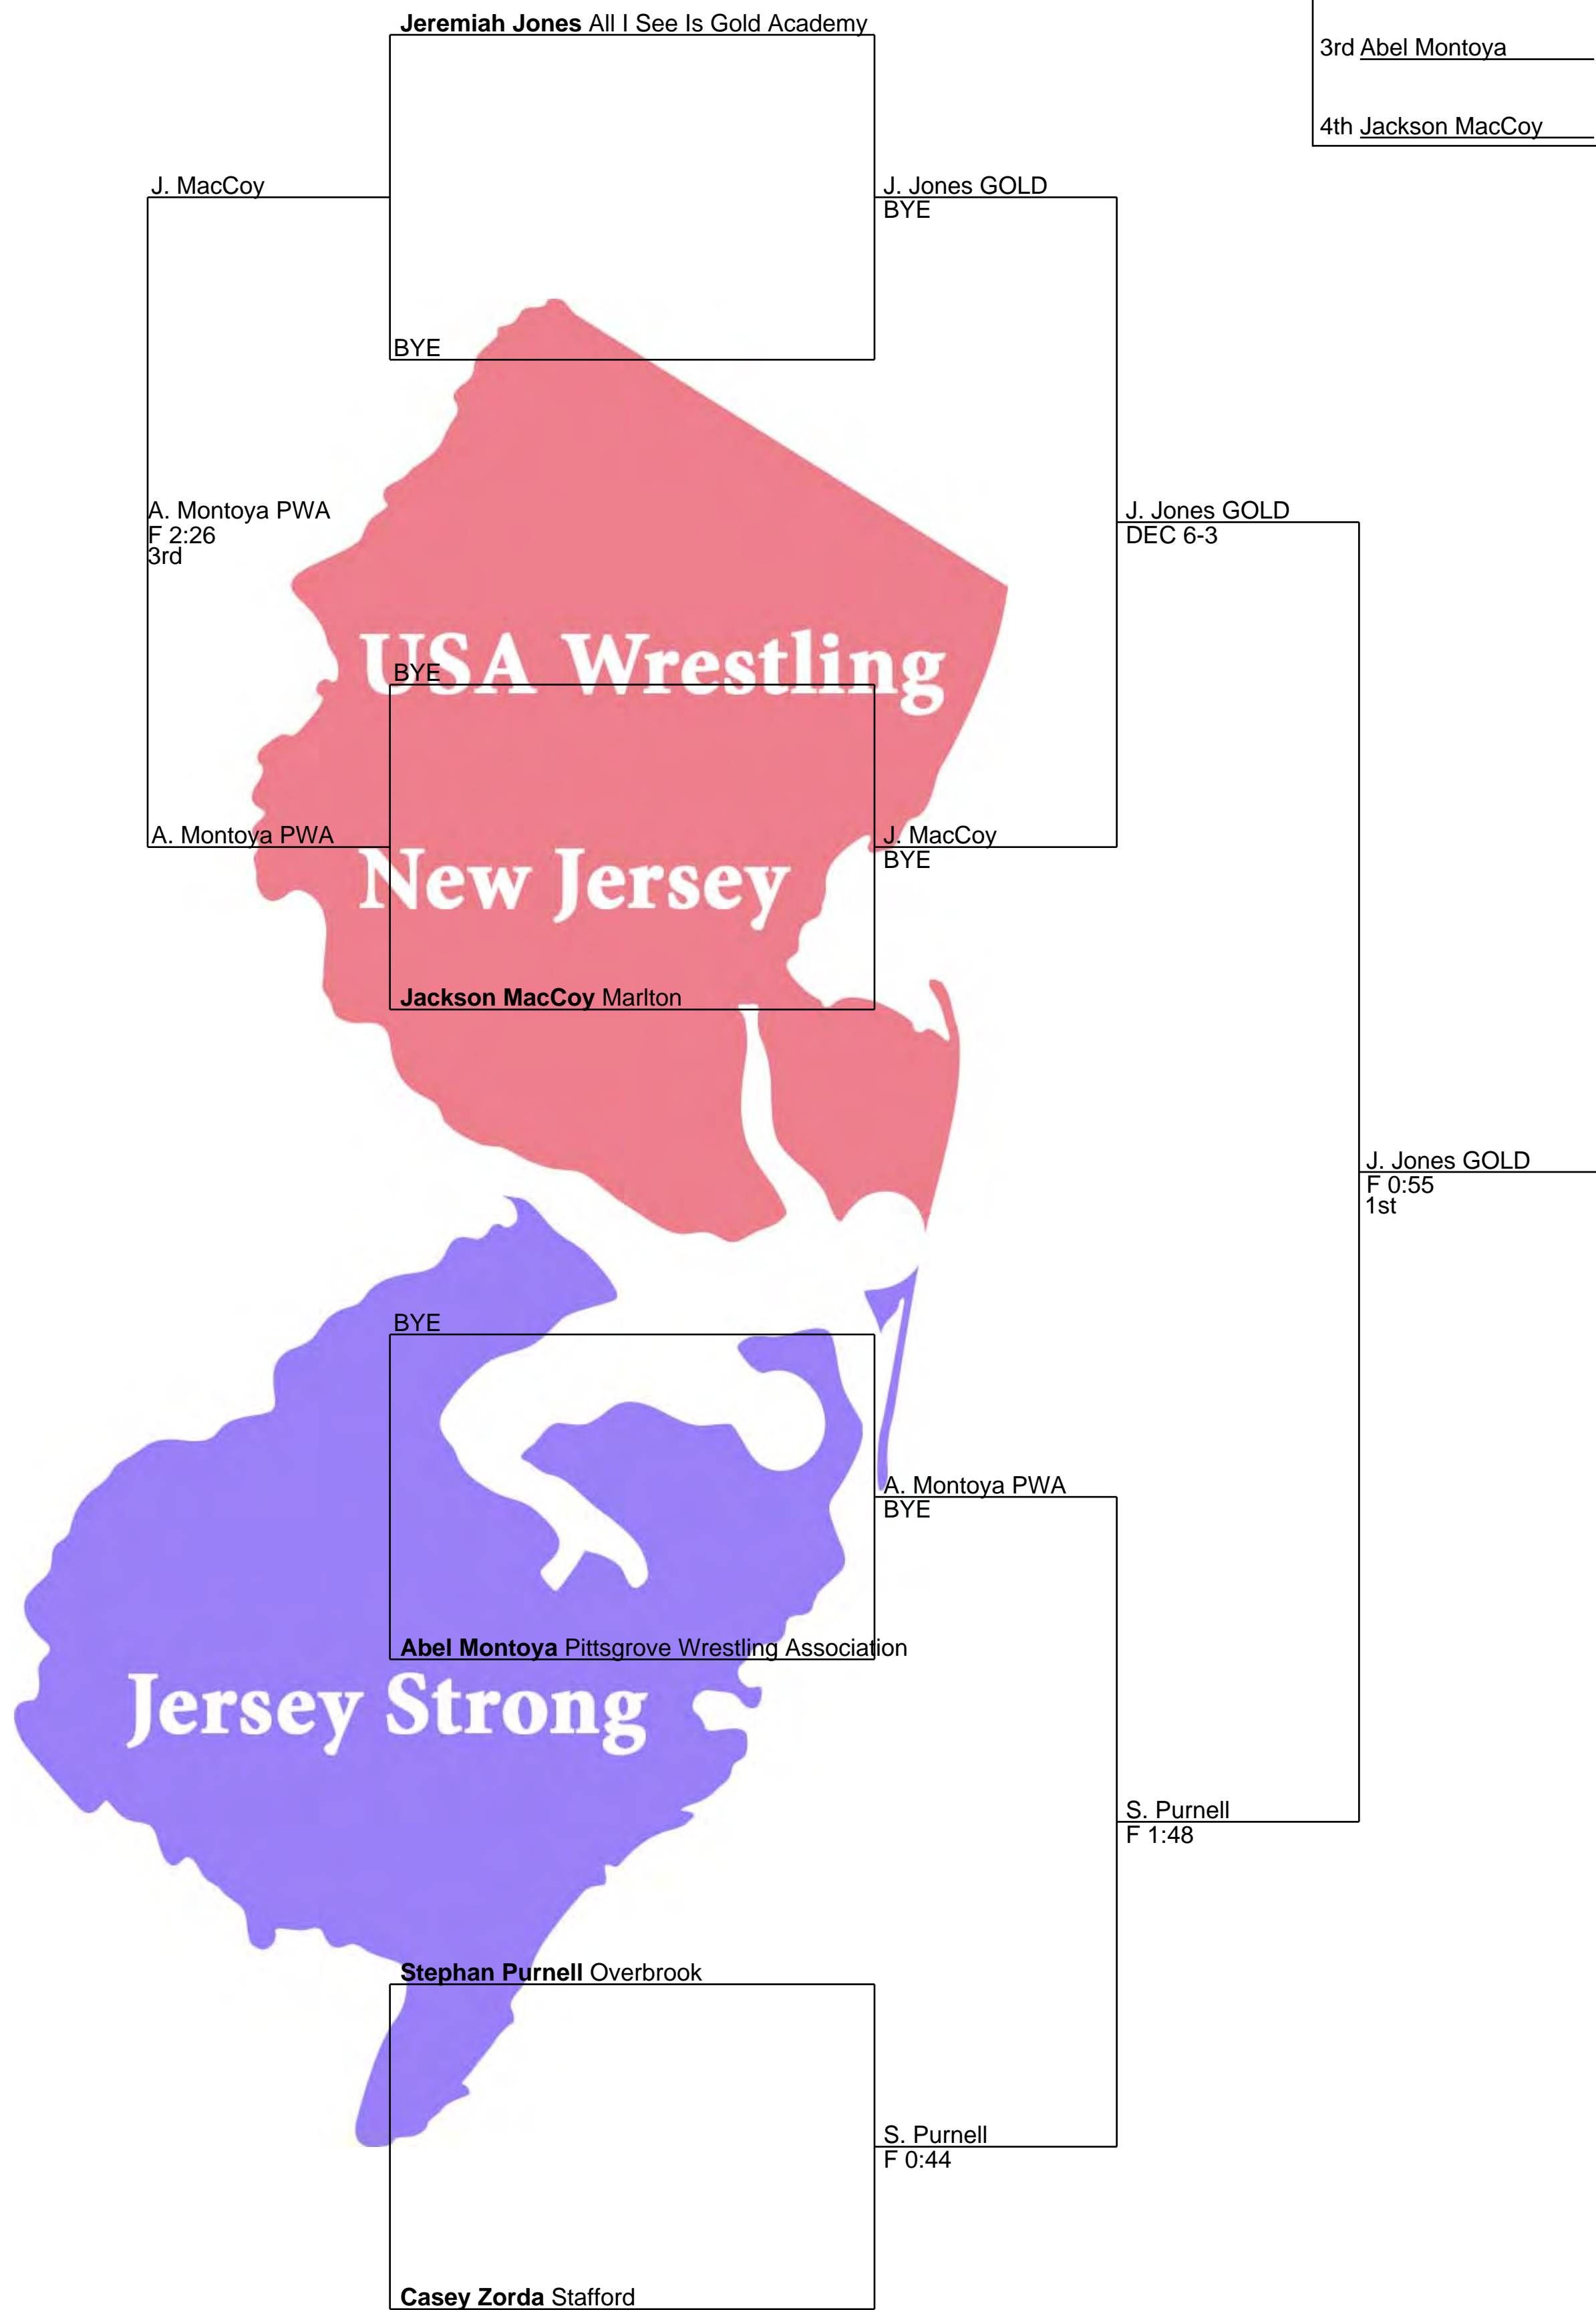 Jeremiah Jones All I See Is Gold Academy
3rd Abel Montoya
4th Jackson MacCoy
J. MacCoy
J. Jones GOLD
BYE
BYE
A. Montoya PWA
F 2:26
3rd
J. Jones GOLD
DEC 6-3
USA Wrestling
BYE
A. Montoya PWA
J. MacCoy
BYE
New Jersey
Jackson MacCoy Marlton
J. Jones GOLD
F 0:55
1st
BYE
A. Montoya PWA
BYE
Abel Montoya Pittsgrove Wrestling Association
Jersey Strong
S. Purnell
F 1:48
Stephan Purnell Overbrook
S. Purnell
F 0:44
Casey Zorda Stafford